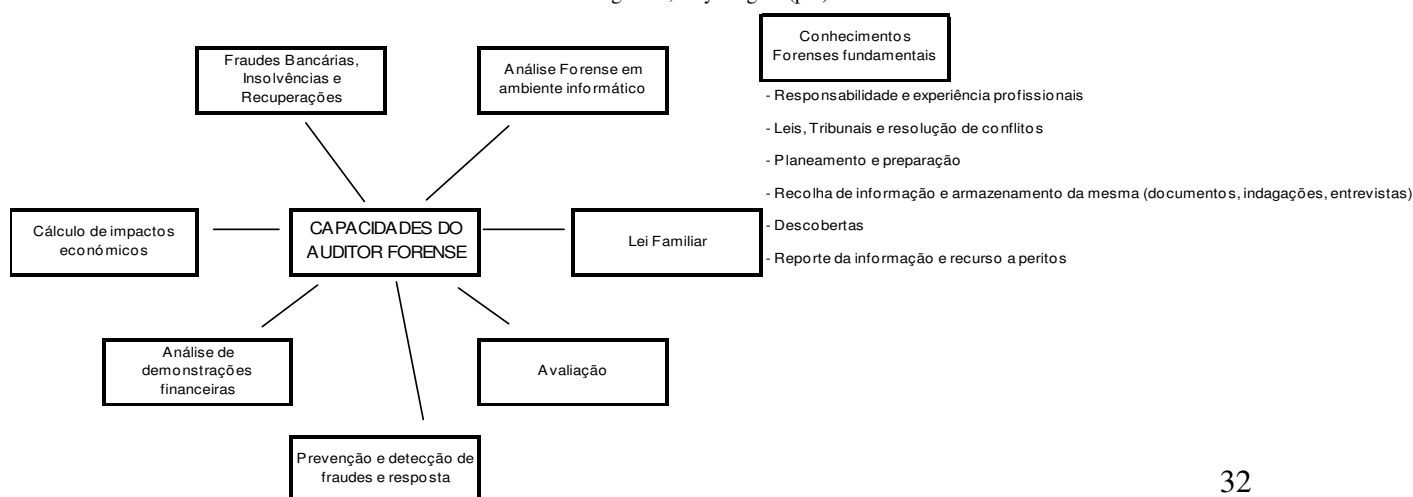 Conhecimentos
Forenses fundamentais
Fraudes Bancárias,
Insolvências e
Recuperações
Análise Forense em
ambiente informático
- Responsabilidade e experiência profissionais
- Leis, Tribunais e resolução de conflitos
- Planeamento e preparação
- Recolha de informação e armazenamento da mesma (documentos, indagações, entrevistas)
- Descobertas
- Reporte da informação e recurso a peritos
Cálculo de impactos
económicos
CAPACIDADES DO
AUDITOR FORENSE
Lei Familiar
Análise de
demonstrações
financeiras
Avaliação
Prevenção e detecção de
fraudes e resposta
32